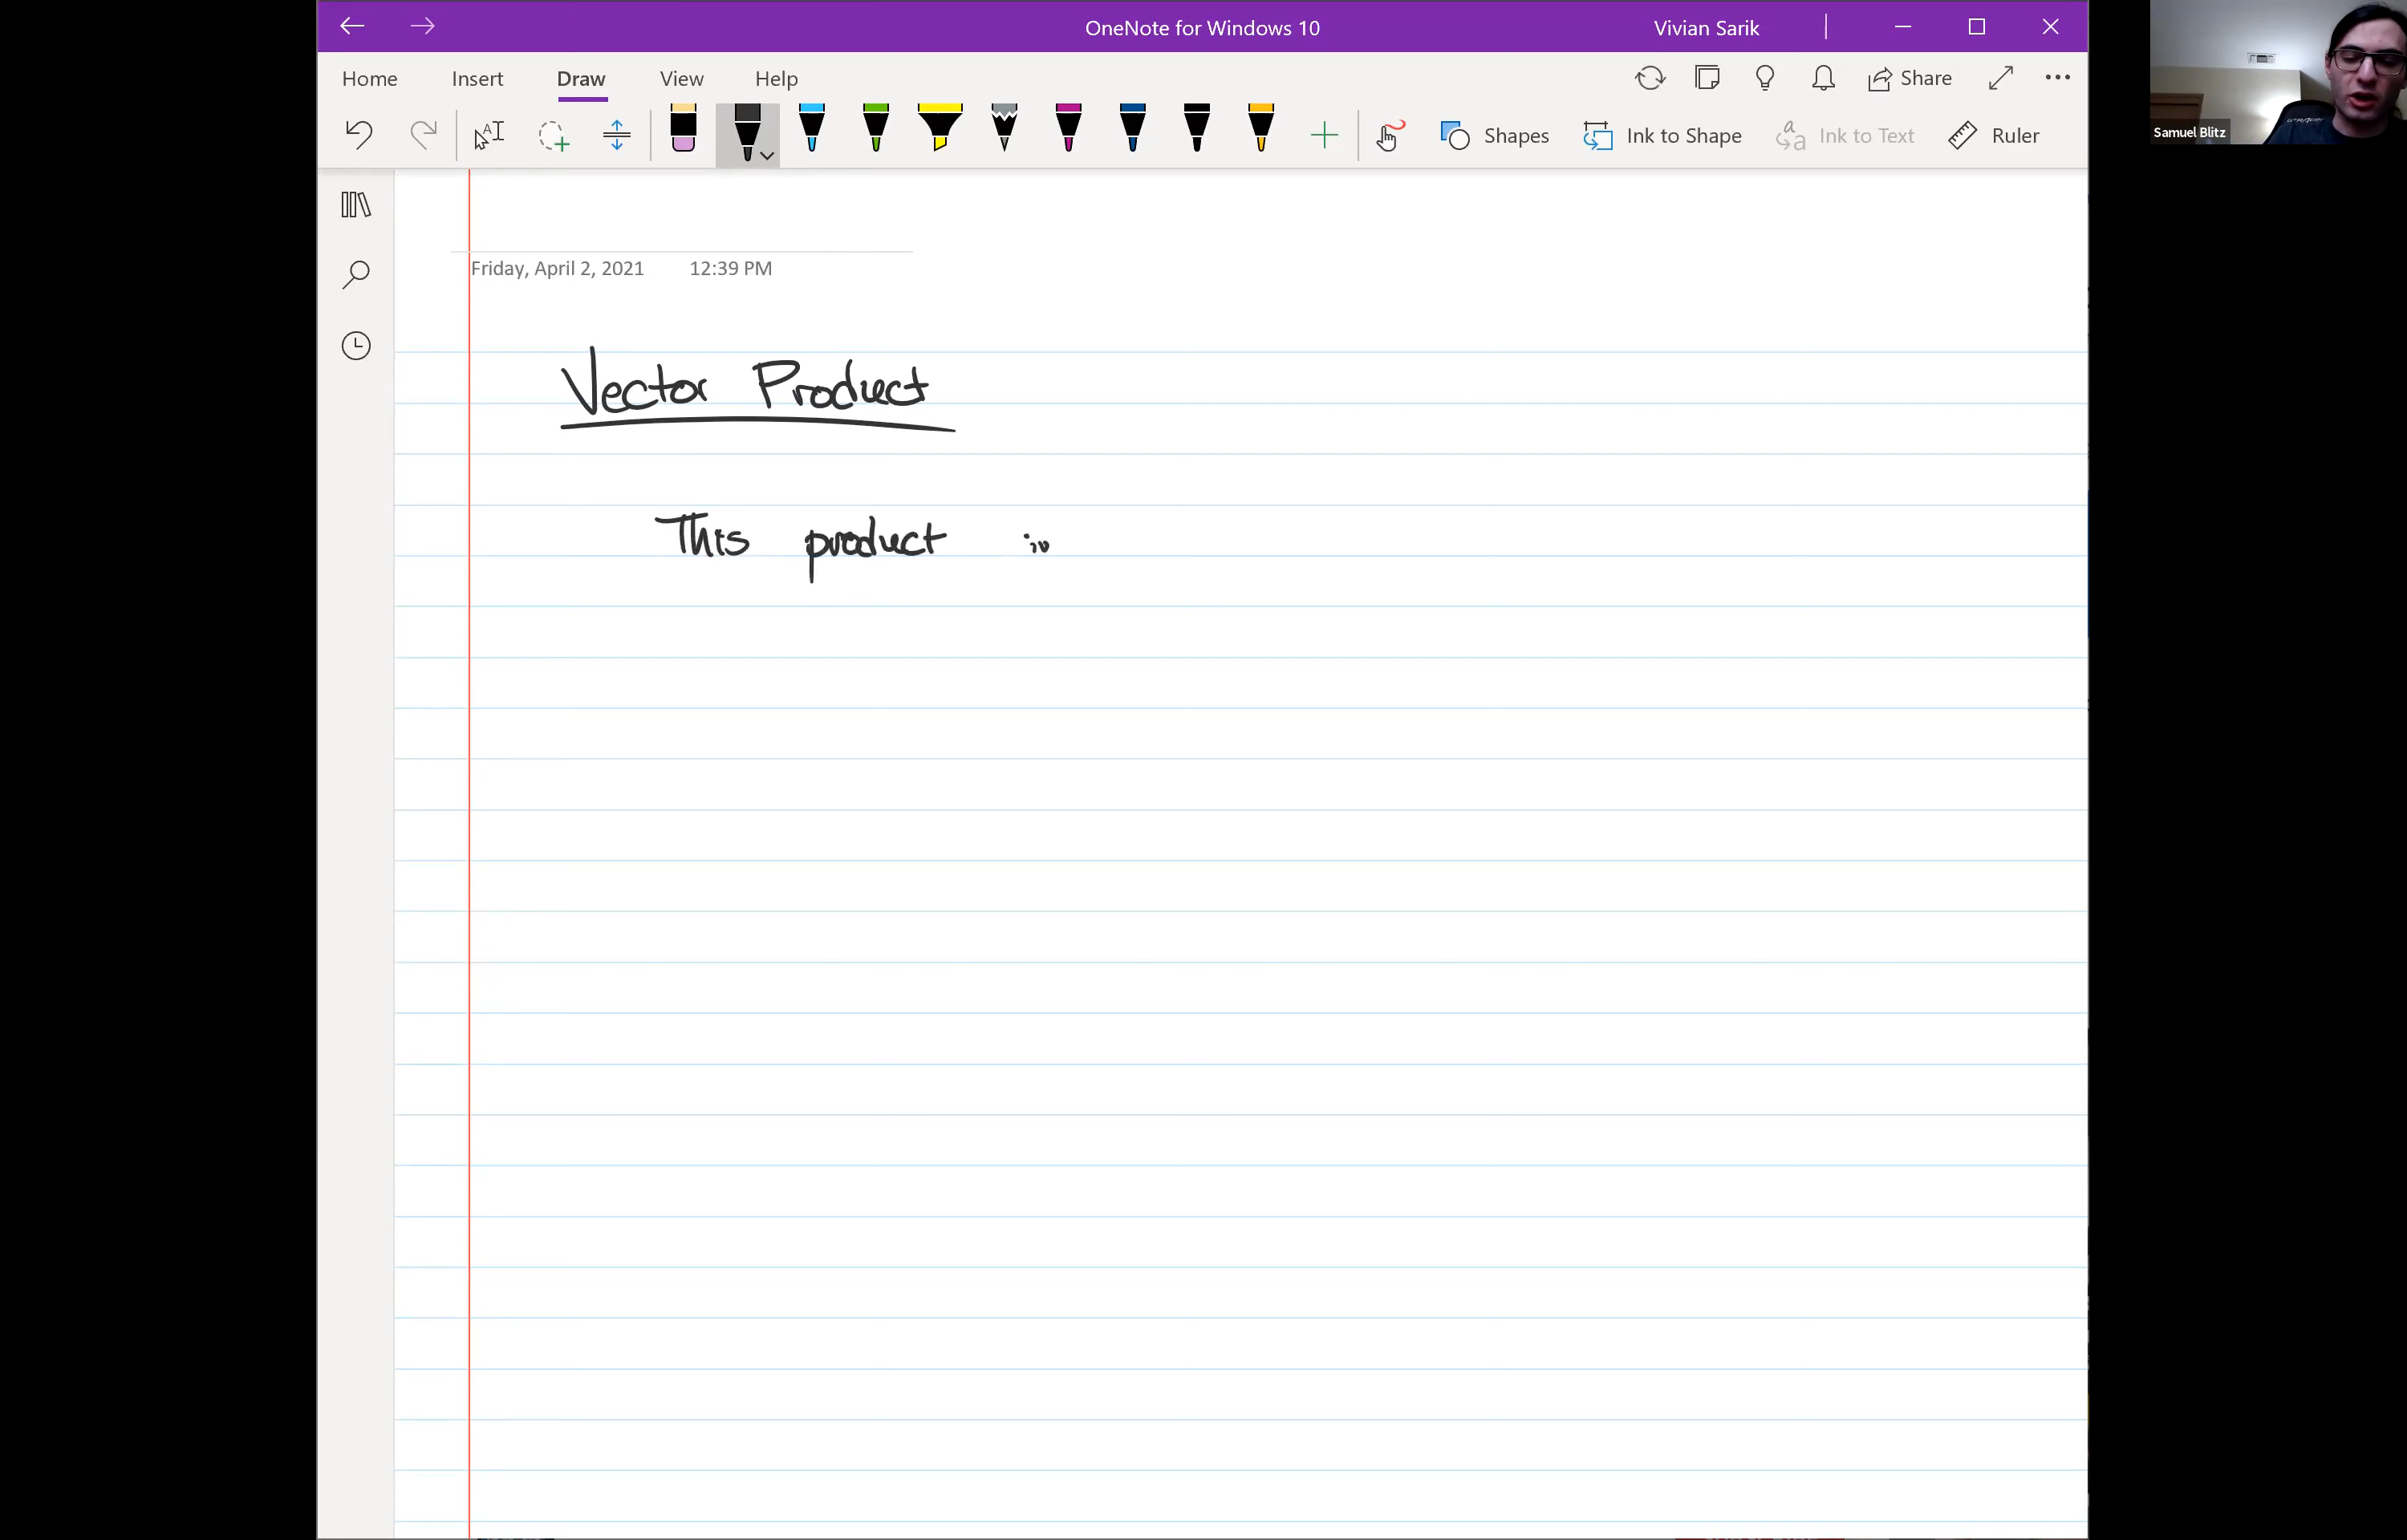 OneNote for Windows 10
Vivian Sarik
Home Insert Draw View Help
Share
Shapes Ink to Shape Ink to Text Ruler
Samuel Blitz
Friday, April 2, 2021 12:39 PM
Vector Product
This product